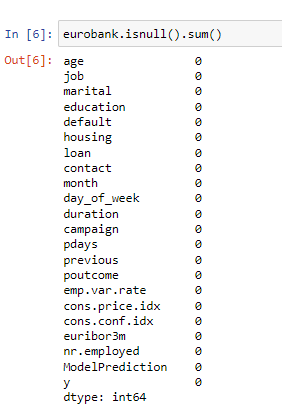 In [6]: eurobank.isnull().sum()
Out[6]: age 0
job 0
marital 0
education 0
default 0
housing 0
loan 0
contact 0
month 0
day_of_week 0
duration 0
campaign 0
pdays 0
previous 0
poutcome 0
emp.var.rate 0
cons.price.idx 0
cons.conf.idx 0
euribor3m 0
nr.employed 0
ModelPrediction 0
y 0
dtype: int64